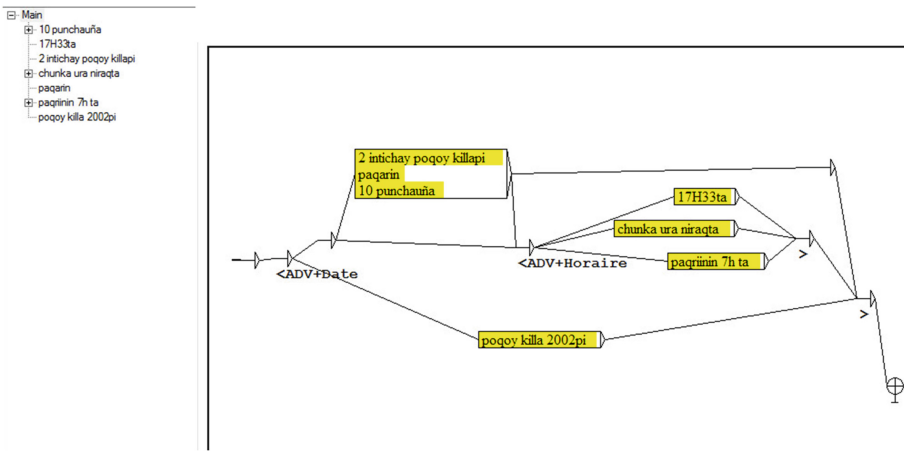 Main
10 punchauña
17H33ta
2 intichay poqoy killapi
chunka ura niraqta
paqarin
paqriinin 7h ta
poqoy killa 2002pi
2 intichay poqoy killapi
paqarin
10 punchauña
17H33ta
chunka ura niraqta
<ADV+Horaire
paqriinin 7h ta
>
<ADV+Date
>
poqoy killa 2002pi